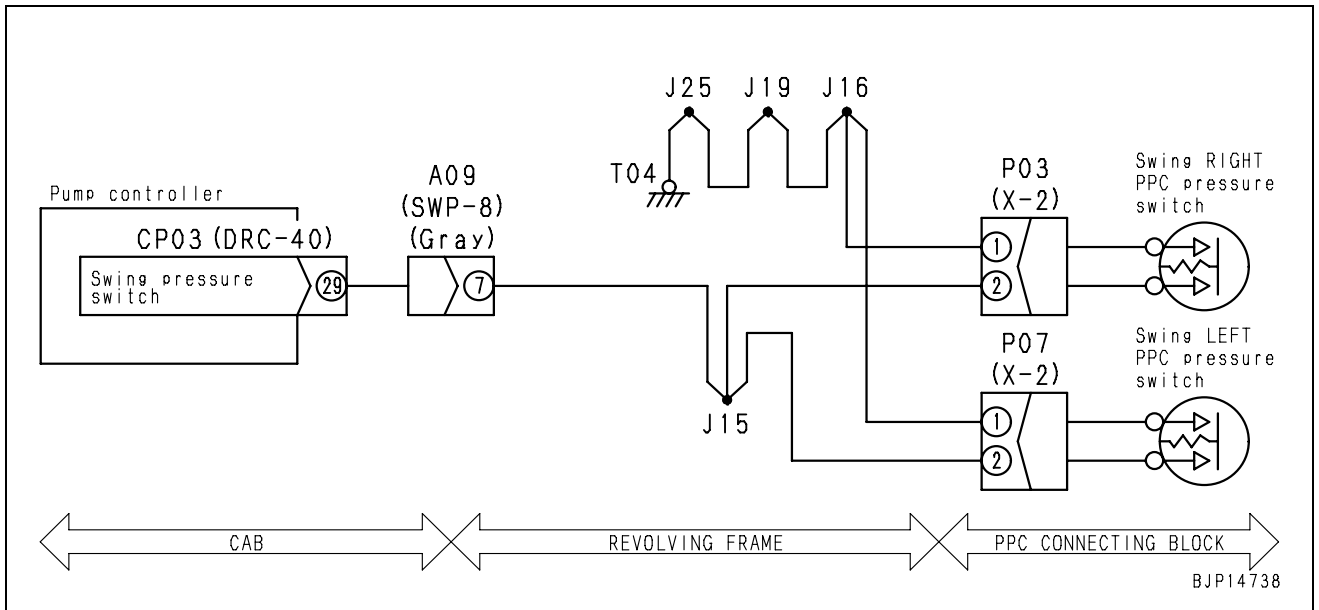 J25 J19 J16
T04
Pump controller
CP03 (DRC-40)
Swing pressure
switch
29
A09
(SWP-8)
(Gray)
7
J15
P03
(X-2)
1
2
Swing RIGHT
PPC pressure
switch
P07
(X-2)
1
2
Swing LEFT
PPC pressure
switch
CAB
REVOLVING FRAME
PPC CONNECTING BLOCK
BJP14738